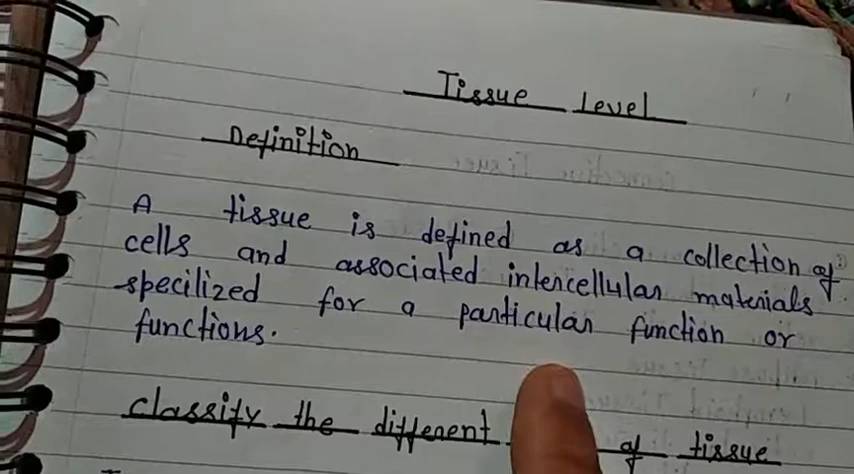 Tissue level
Definition
A tissue is defined as a collection of
cells and associated intercellular materials
specilized for a particular function or
functions.
classify the different of tissue